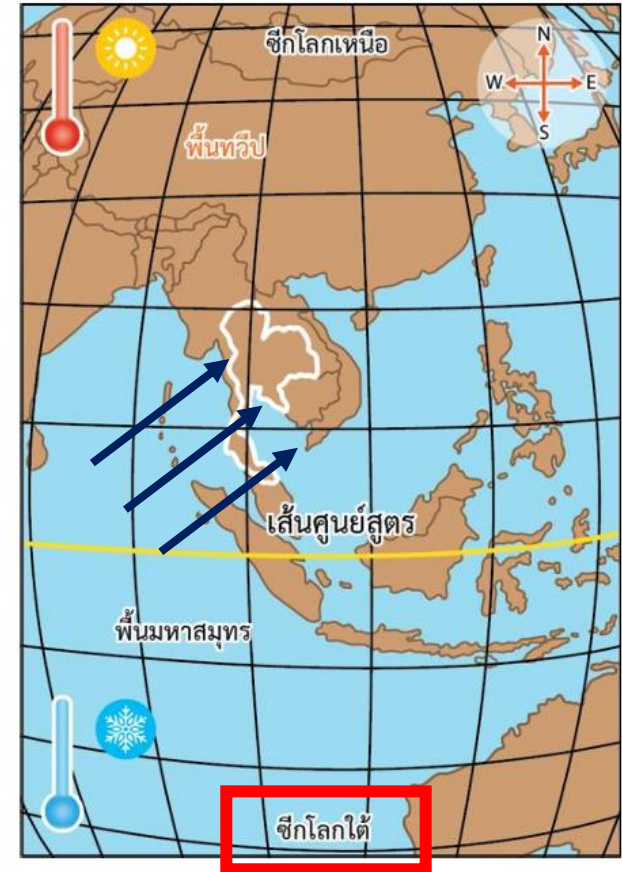 ซีกโลกเหนือ
N
W E
S
พื้นทวีป
เส้นศูนย์สูตร
พื้นมหาสมุทร
ซีกโลกใต้